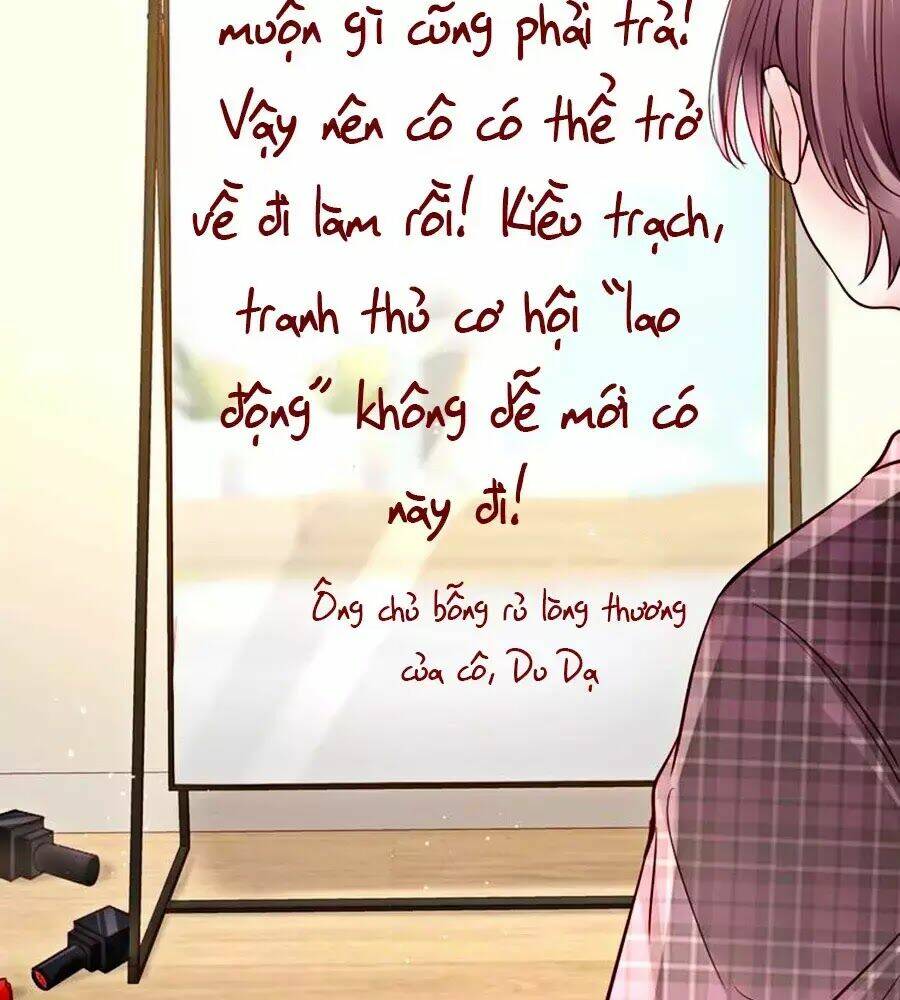 muộn gì cũng phải trả!
Vậy nên cô có thể trở
về đi làm rồi! Kiều trạch,
tranh thủ cơ hội "lao
động" không dễ mới có
này đi!
Ông chủ bỗng rủ lòng thương
của cô, Du Dạ